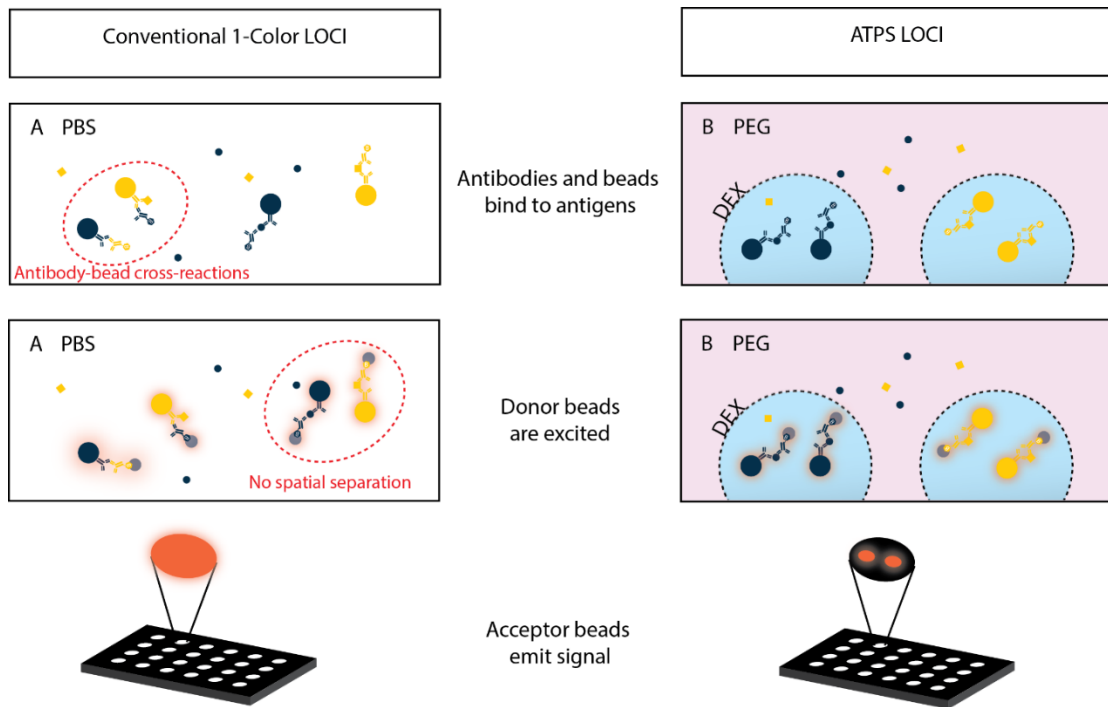 Conventional 1-Color LOCI
ATPS LOCI
A PBS
Antibody-bead cross-reactions
Antibodies and beads
bind to antigens
B PEG
DEX
A PBS
No spatial separation
Donor beads
are excited
B PEG
DEX
Acceptor beads
emit signal